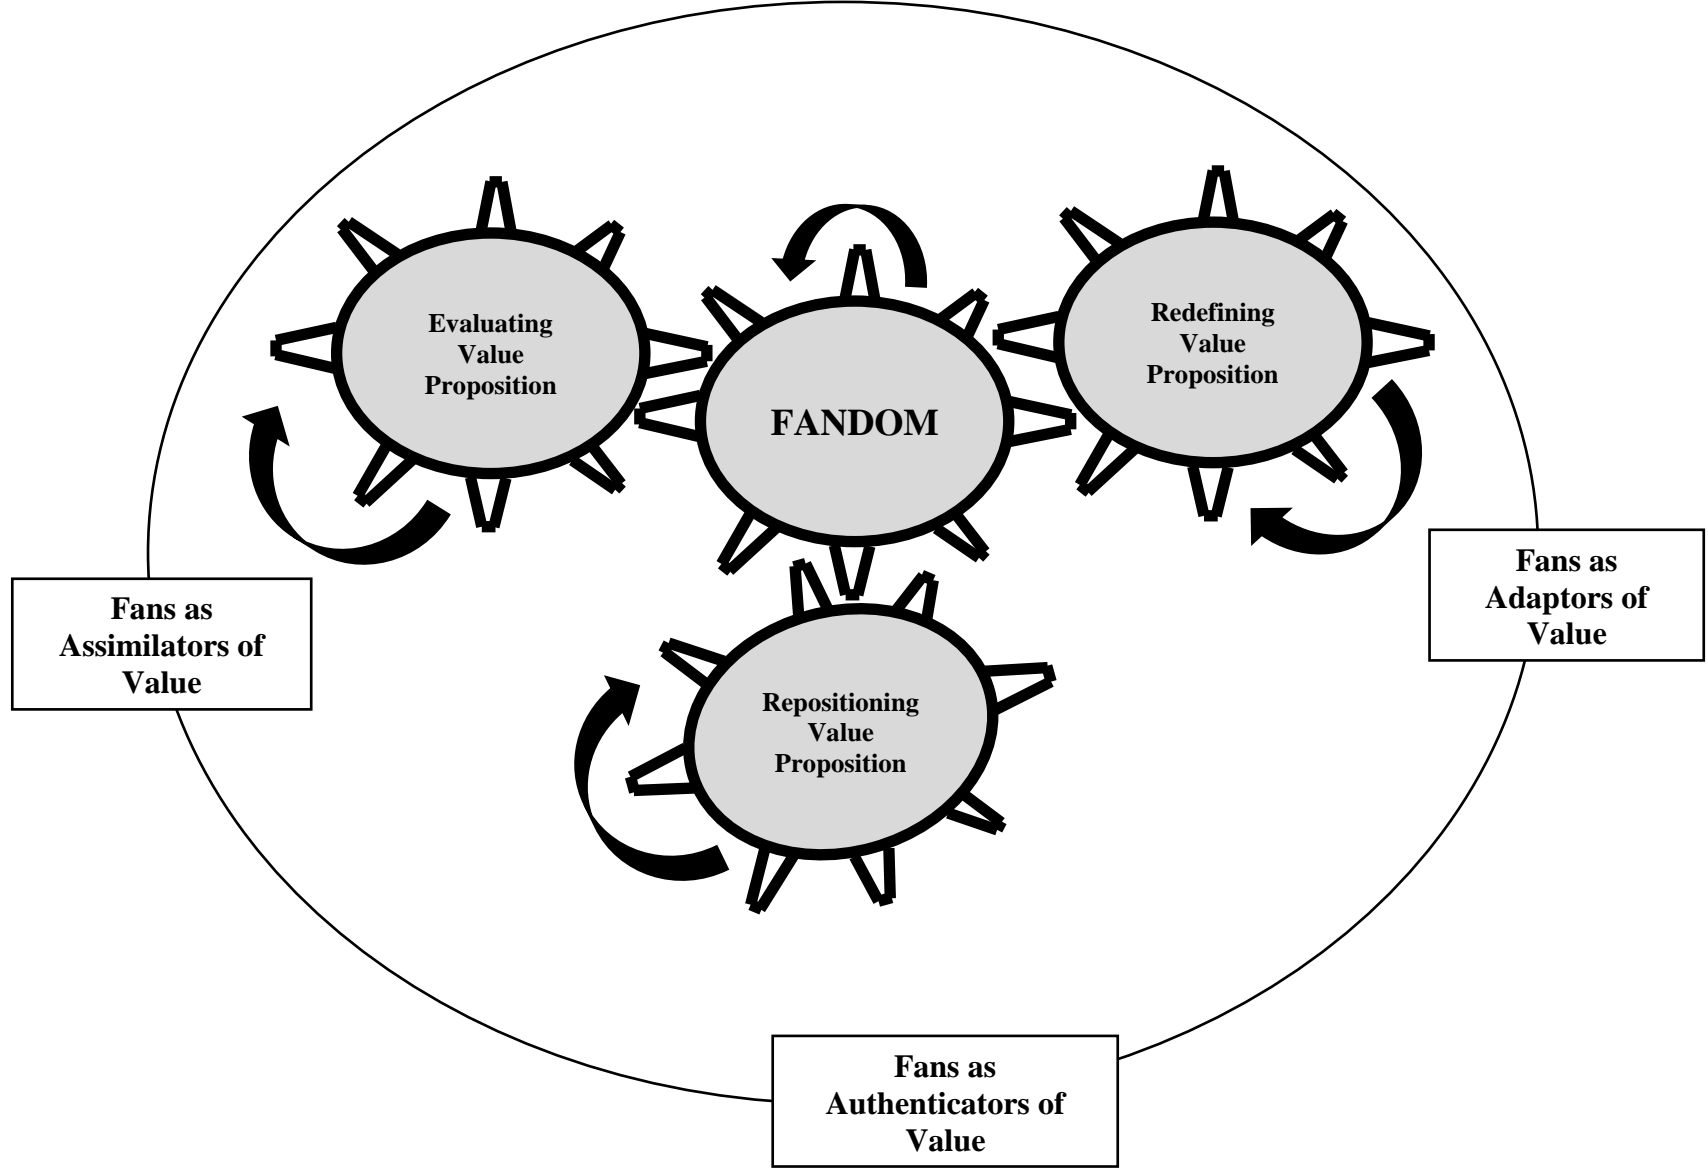 Evaluating
Value
Proposition
FANDOM
Redefining
Value
Proposition
Repositioning
Value
Proposition
Fans as
Assimilators of
Value
Fans as
Adaptors of
Value
Fans as
Authenticators of
Value